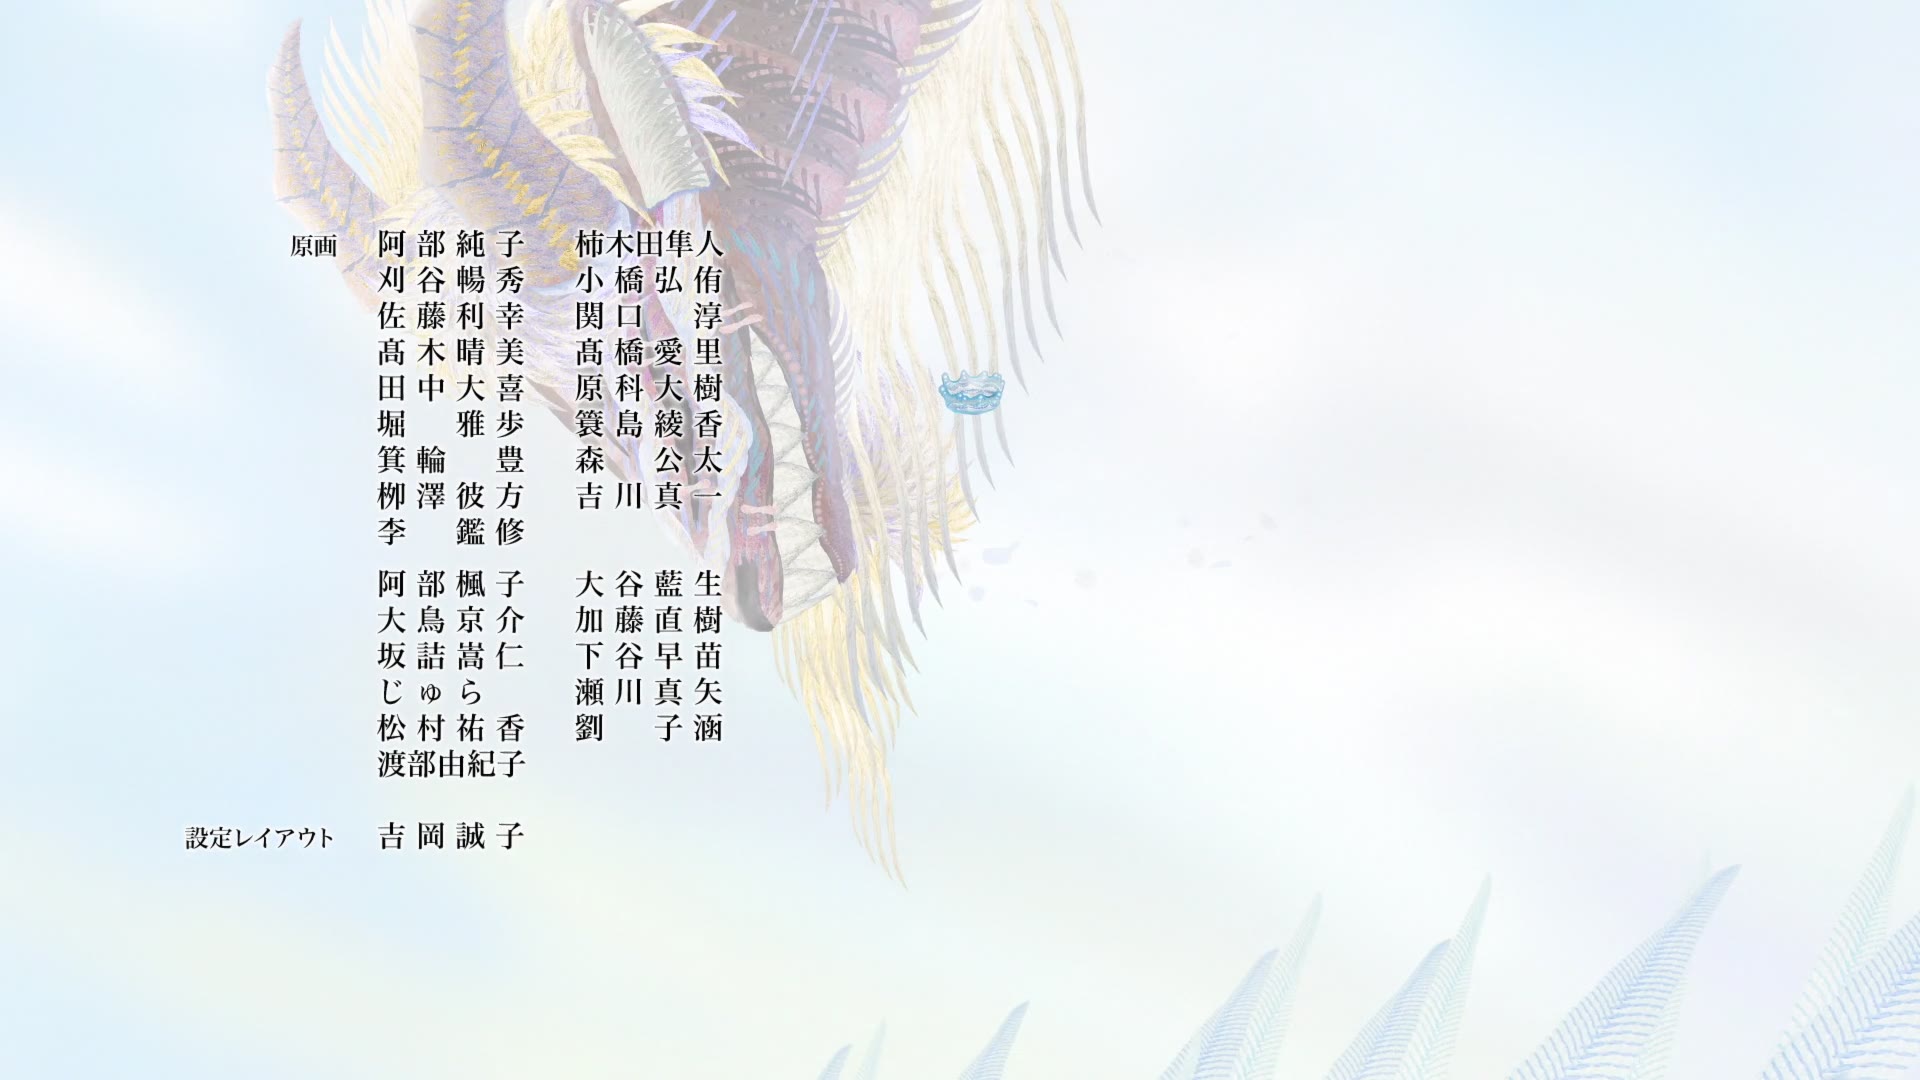 原画 阿部純子 柿木田隼人
刈谷暢秀 小橋弘侑
佐藤利幸 関口淳
髙木晴美 髙橋愛里
田中大喜 原科大樹
堀雅歩 簑島綾香
箕輪豊 森公太
栁澤彼方 吉川真一
李鑑修
阿部楓子 大谷藍生
大鳥京介 加藤直樹
坂詰嵩仁 下谷早苗
じゅら 瀬川真矢
松村祐香 劉子涵
渡部由紀子
設定レイアウト 吉岡誠子